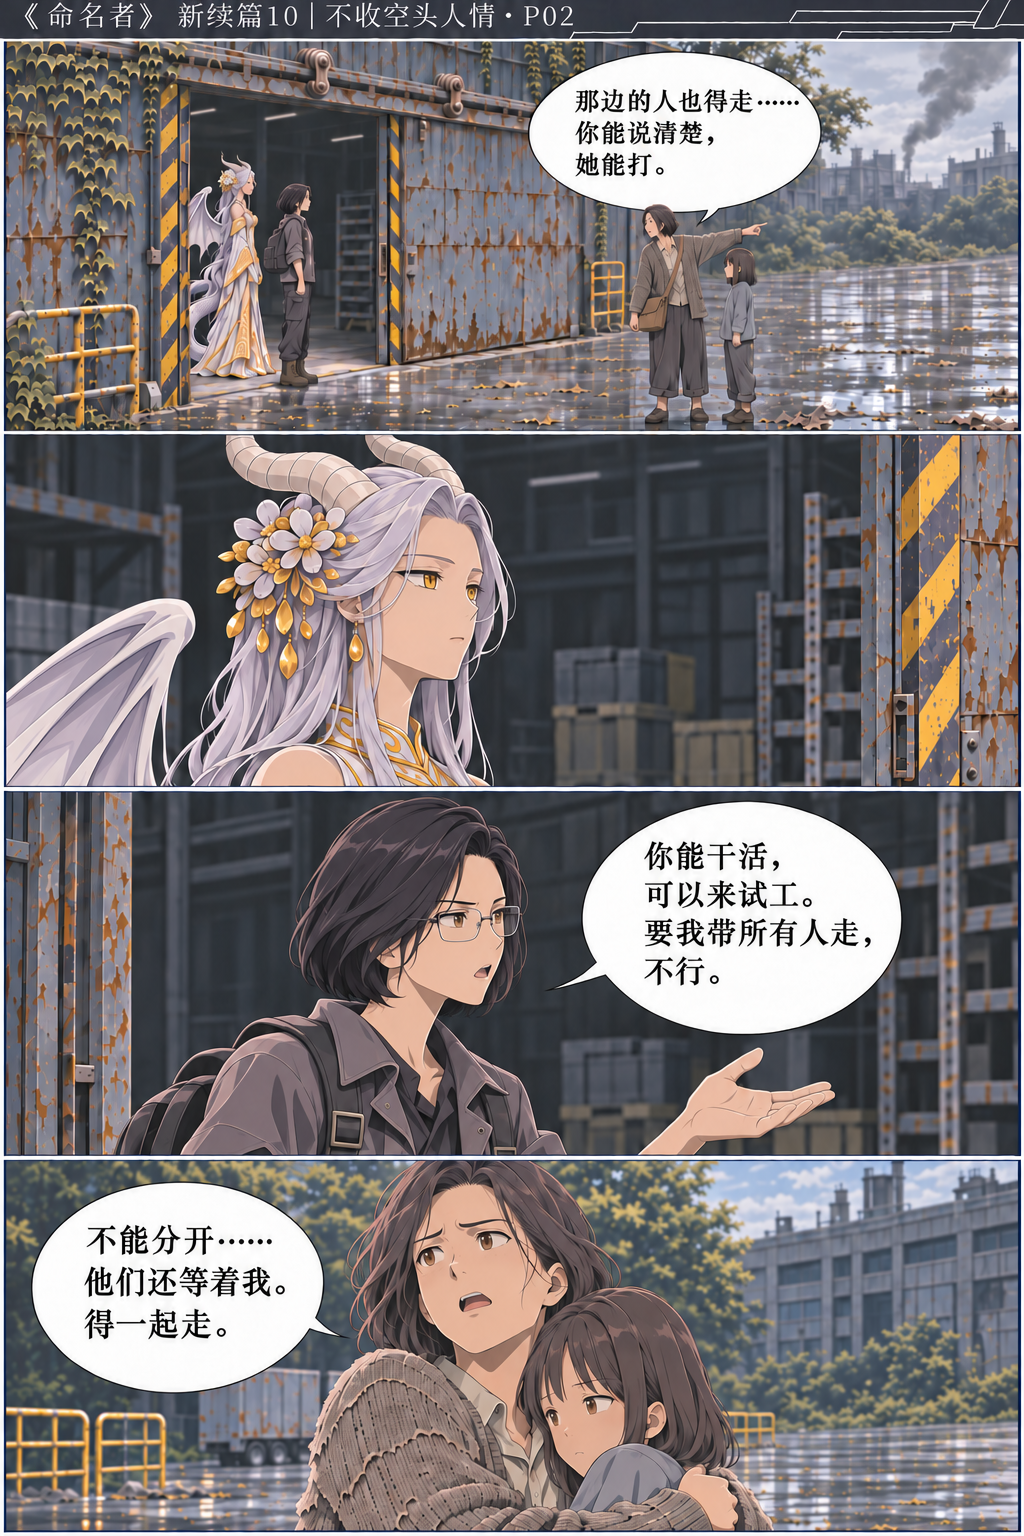 《命名者》 新续篇10 | 不收空头人情·P02
那边的人也得走……
你能说清楚，
她能打。
你能干活，
可以来试工。
要我带所有人走，
不行。
不能分开……
他们还等着我。
得一起走。